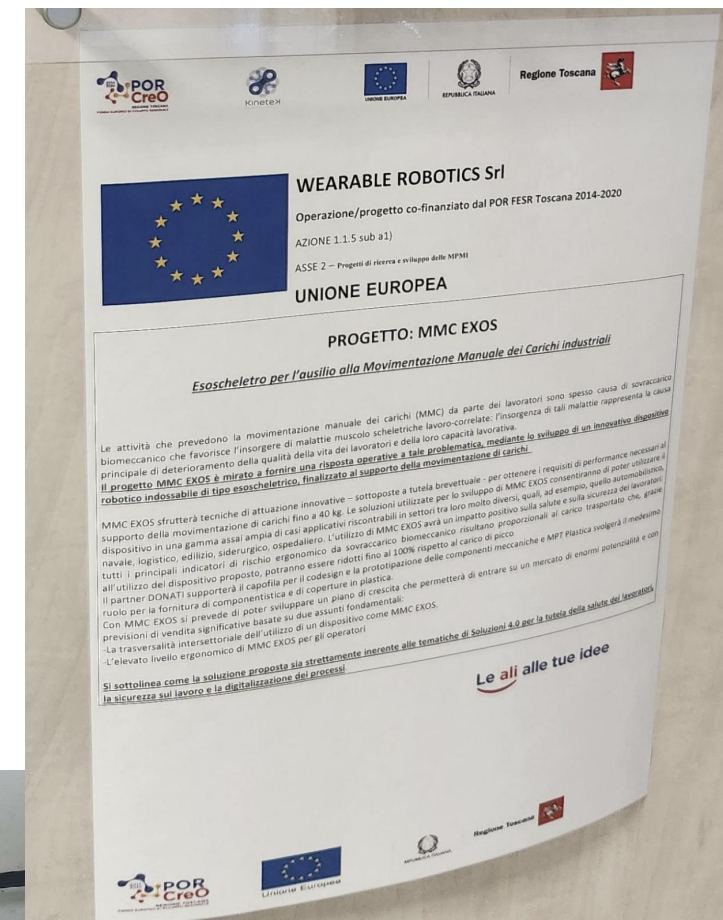 POR
CreO
KineteX
UNIONE EUROPEA
REPUBBLICA ITALIANA
Regione Toscana
WEARABLE ROBOTICS Srl
Operazione/progetto co-finanziato dal POR FESR Toscana 2014-2020
AZIONE 1.1.5 sub a1)
ASSE 2 – Progetti di ricerca e sviluppo delle MPMI
UNIONE EUROPEA
PROGETTO: MMC EXOS
Esoscheletro per l'ausilio alla Movimentazione Manuale dei Carichi industriali
Le attività che prevedono la movimentazione manuale dei carichi (MMC) da parte dei lavoratori sono spesso causa di sovraccarico
biomeccanico che favorisce l'insorgere di malattie muscolo scheletriche lavoro-correlate: l'insorgenza di tali malattie rappresenta la causa
principale di deterioramento della qualità della vita dei lavoratori e della loro capacità lavorativa.
Il progetto MMC EXOS è mirato a fornire una risposta operativa a tale problematica, mediante lo sviluppo di un innovativo dispositivo
robotico indossabile di tipo esoscheletrico, finalizzato al supporto della movimentazione di carichi
MMC EXOS sfrutterà tecniche di attuazione innovative – sottoposte a tutela brevettuale - per ottenere i requisiti di performance necessari al
supporto della movimentazione di carichi fino a 40 kg. Le soluzioni utilizzate per lo sviluppo di MMC EXOS consentiranno di poter utilizzare il
dispositivo in una gamma assai ampia di casi applicativi riscontrabili in settori tra loro molto diversi, quali, ad esempio, quello automobilistico,
navale, logistico, edilizio, siderurgico, ospedaliero. L'utilizzo di MMC EXOS avrà un impatto positivo sulla salute e sulla sicurezza dei lavoratori:
tutti i principali indicatori di rischio ergonomico da sovraccarico biomeccanico risultano proporzionali al carico trasportato che, grazie
all'utilizzo del dispositivo proposto, potranno essere ridotti fino al 100% rispetto al carico di picco
Il partner DONATI supporterà il capofila per il codesign e la prototipazione delle componenti meccaniche e MPT Plastica svolgerà il medesimo
ruolo per la fornitura di componentistica e di coperture in plastica.
Con MMC EXOS si prevede di poter sviluppare un piano di crescita che permetterà di entrare su un mercato di enormi potenzialità e con
previsioni di vendita significative basate su due assunti fondamentali:
-La trasversalità intersettoriale dell'utilizzo di un dispositivo come MMC EXOS.
-L'elevato livello ergonomico di MMC EXOS per gli operatori
Si sottolinea come la soluzione proposta sia strettamente inerente alle tematiche di Soluzioni 4.0 per la tutela della salute dei lavoratori,
la sicurezza sul lavoro e la digitalizzazione dei processi
Le ali alle tue idee
POR
CreO
Unione Europea
REPUBBLICA ITALIANA
Regione Toscana